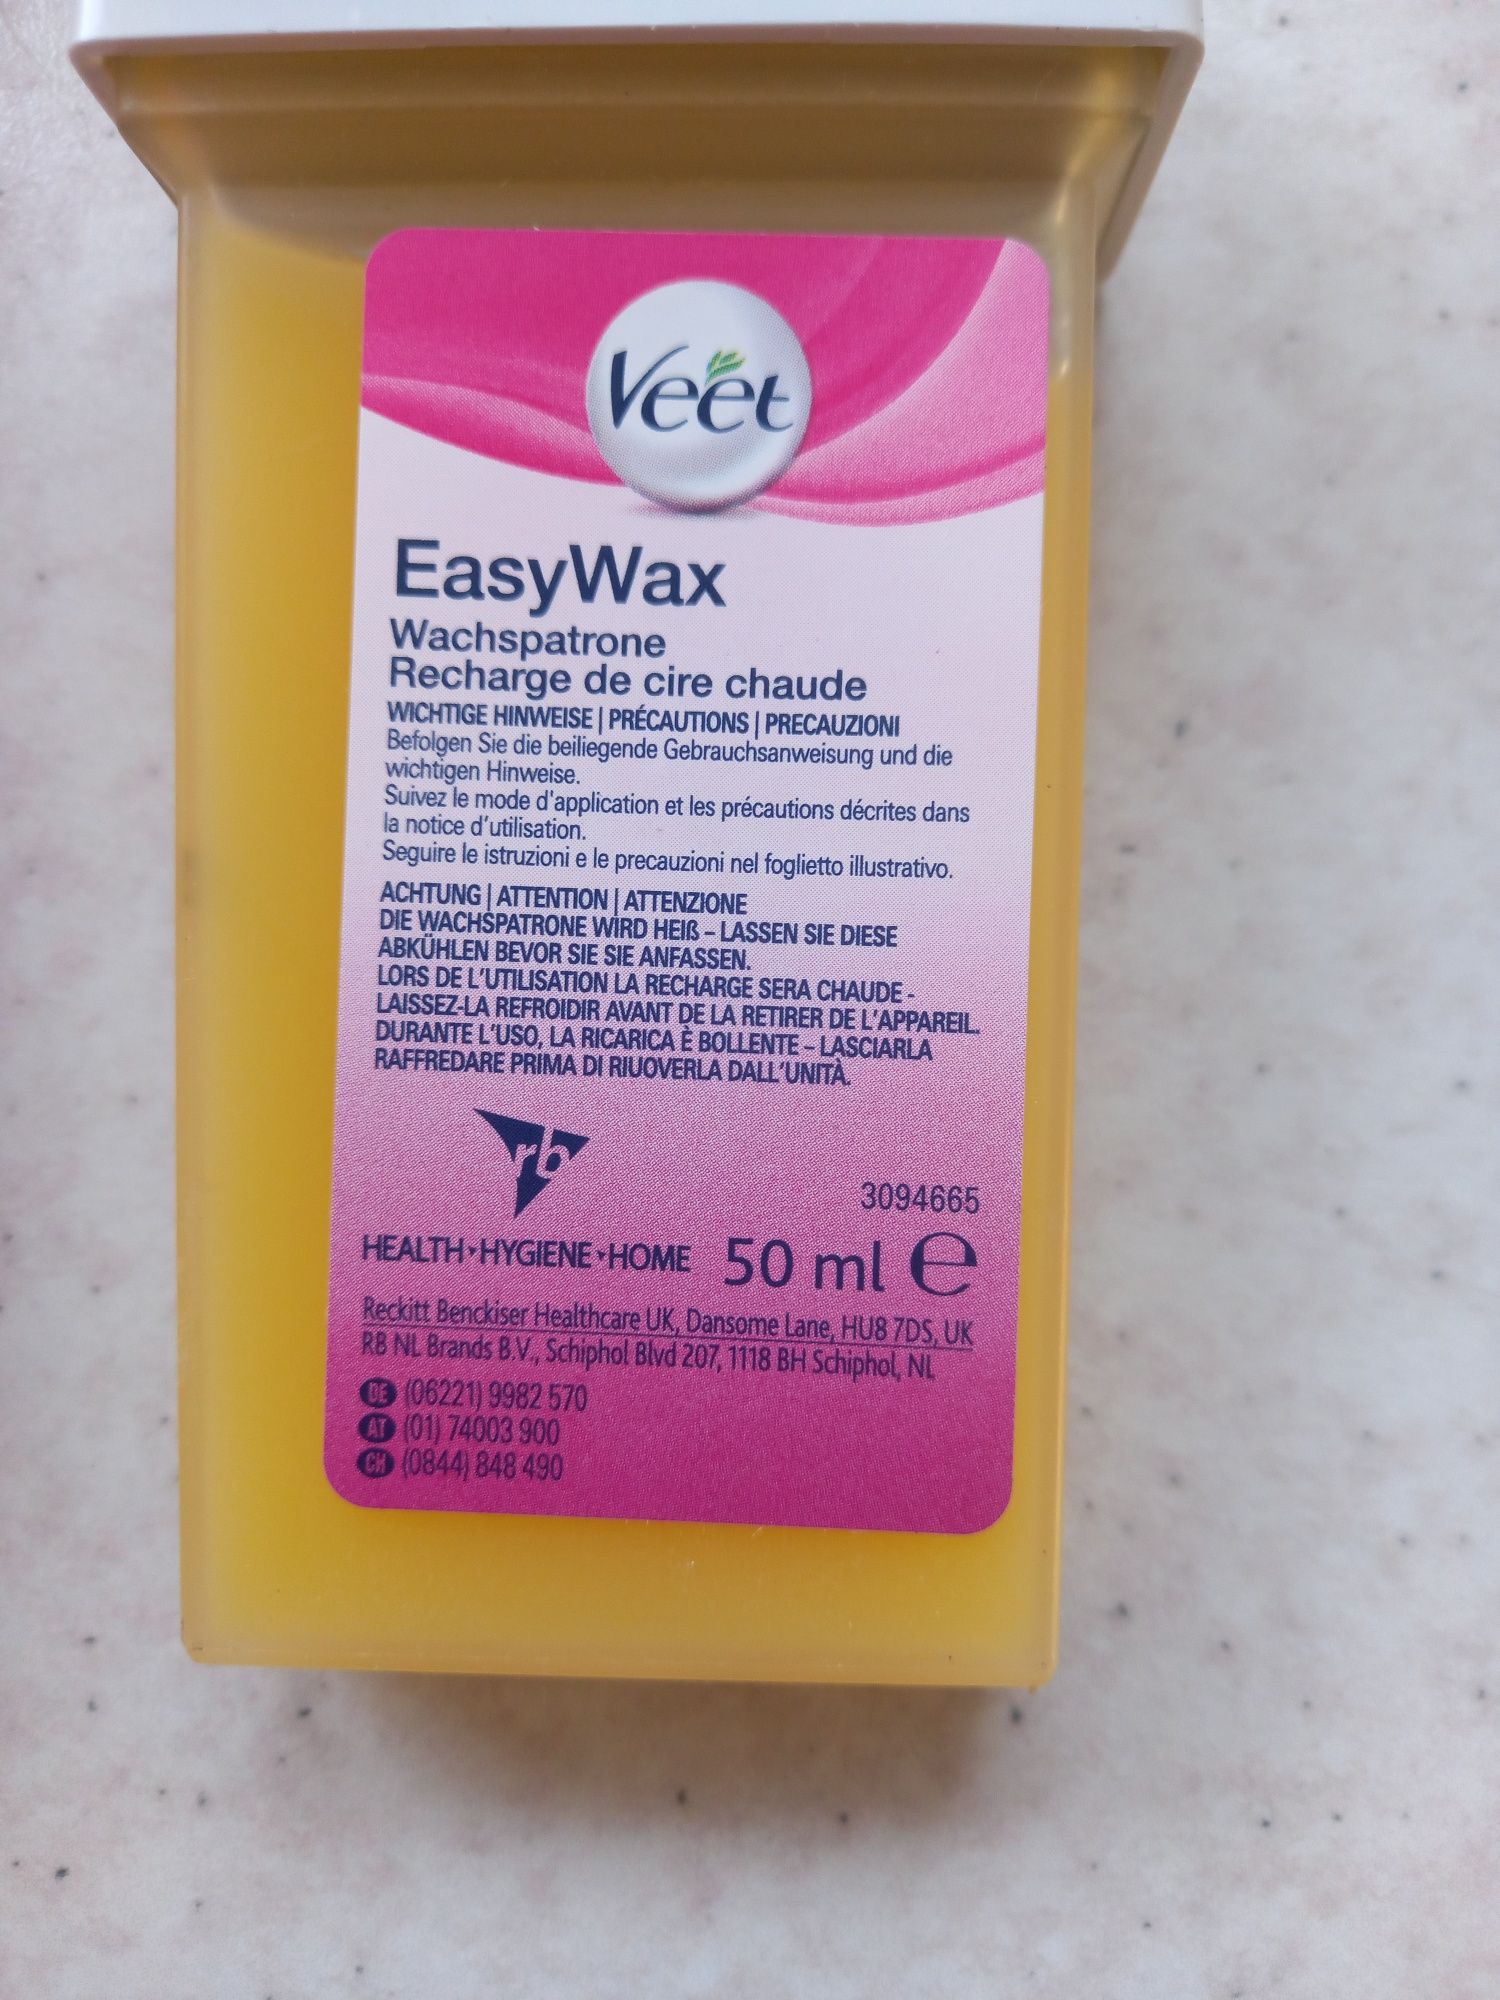 Veet
EasyWax
Wachspatrone
Recharge de cire chaude
WICHTIGE HINWEISE | PRÉCAUTIONS | PRECAUZIONI
Befolgen Sie die beiliegende Gebrauchsanweisung und die
wichtigen Hinweise.
Suivez le mode d'application et les précautions décrites dans
la notice d'utilisation.
Seguire le istruzioni e le precauzioni nel foglietto illustrativo.
ACHTUNG | ATTENTION | ATTENZIONE
DIE WACHSPATRONE WIRD HEIß – LASSEN SIE DIESE
ABKÜHLEN BEVOR SIE SIE ANFASSEN.
LORS DE L'UTILISATION LA RECHARGE SERA CHAUDE -
LAISSEZ-LA REFROIDIR AVANT DE LA RETIRER DE L'APPAREIL.
DURANTE L'USO, LA RICARICA È BOLLENTE – LASCIARLA
RAFFREDARE PRIMA DI RIUOVERLA DALL'UNITÀ.
rb
3094665
HEALTH HYGIENE HOME 50 ml e
Reckitt Benckiser Healthcare UK, Dansome Lane, HU8 7DS, UK
RB NL Brands B.V., Schiphol Blvd 207, 1118 BH Schiphol, NL
DE (06221) 9982 570
AT (01) 74003 900
CH (0844) 848 490